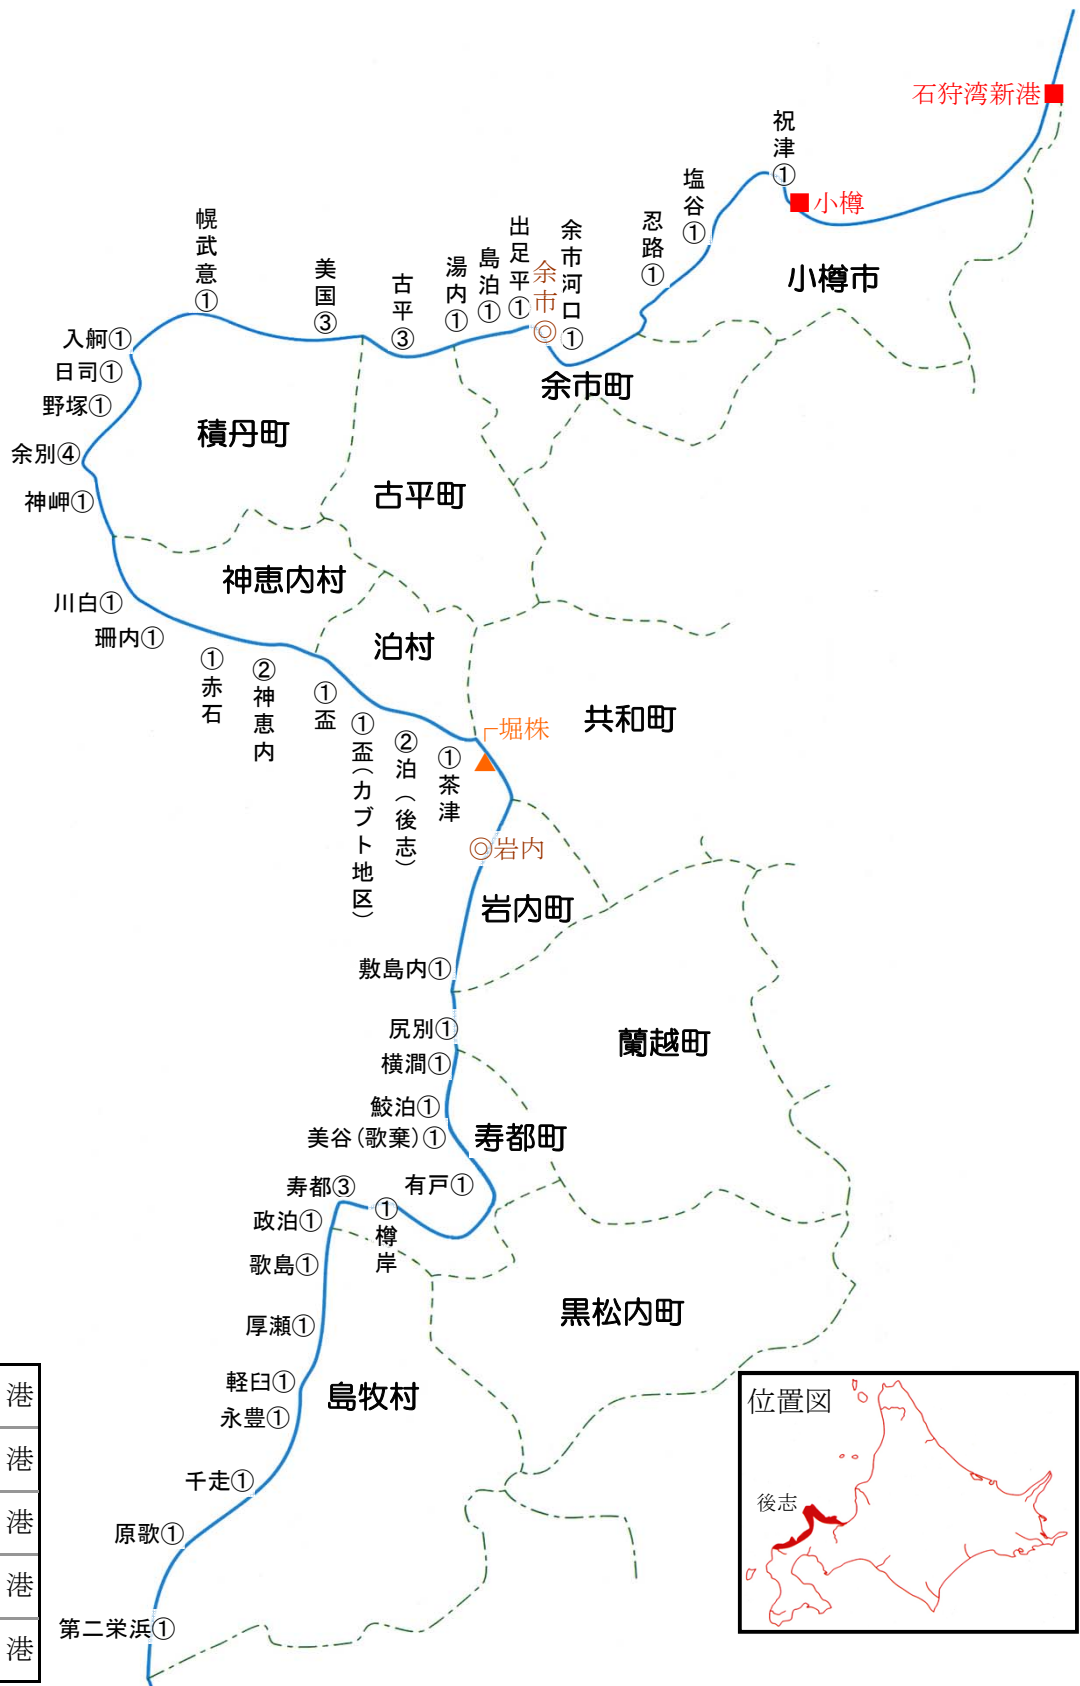 石狩湾新港
祝津①
小樽
塩谷①
忍路①
余市河口①
余市◎
出足平①
島泊①
湯内①
古平③
美国③
幌武意①
小樽市
余市町
入舸①
日司①
野塚①
余別④
神岬①
積丹町
古平町
神恵内村
川白①
珊内①
①赤石
②神恵内
泊村
①盃
①盃(カブト地区)
②泊(後志)
①茶津
堀株
共和町
◎岩内
岩内町
敷島内①
尻別①
横澗①
蘭越町
鮫泊①
美谷(歌棄)①
寿都町
有戸①
寿都③
政泊①
①樽岸
歌島①
厚瀬①
黒松内町
軽臼①
永豊①
島牧村
千走①
原歌①
第二栄浜①
港
港
港
港
港
位置図
後志